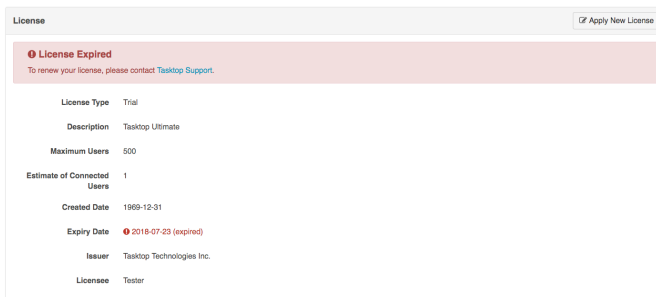 License
Apply New License
License Expired
To renew your license, please contact Tasktop Support.
License Type Trial
Description Tasktop Ultimate
Maximum Users 500
Estimate of Connected Users 1
Created Date 1969-12-31
Expiry Date 2018-07-23 (expired)
Issuer Tasktop Technologies Inc.
Licensee Tester